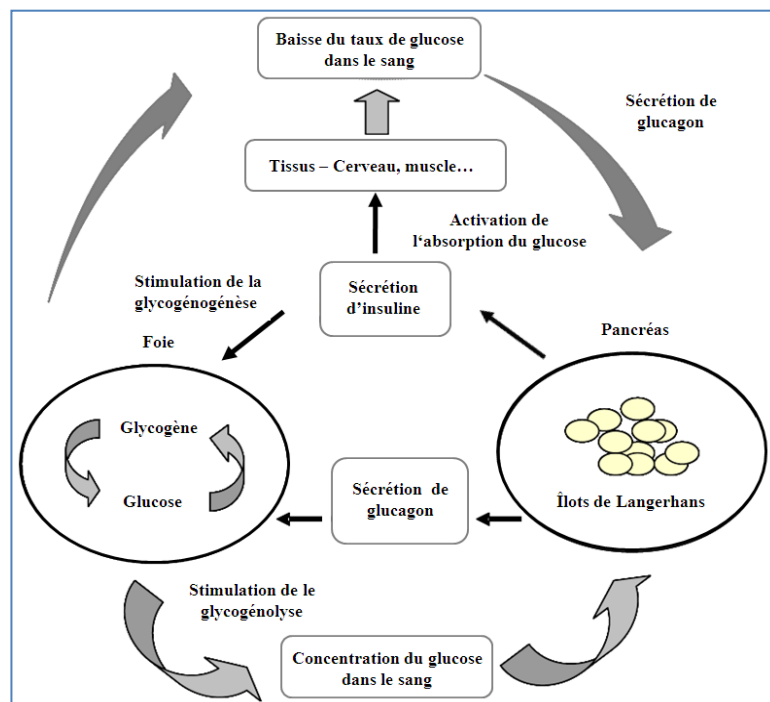 Baisse du taux de glucose
dans le sang
Sécrétion de
glucagon
Tissus – Cerveau, muscle…
Activation de
l‘absorption du glucose
Stimulation de la
glycogénogénèse
Sécrétion
d’insuline
Foie
Pancréas
Glycogène
Glucose
Sécrétion de
glucagon
Îlots de Langerhans
Stimulation de le
glycogénolyse
Concentration du glucose
dans le sang